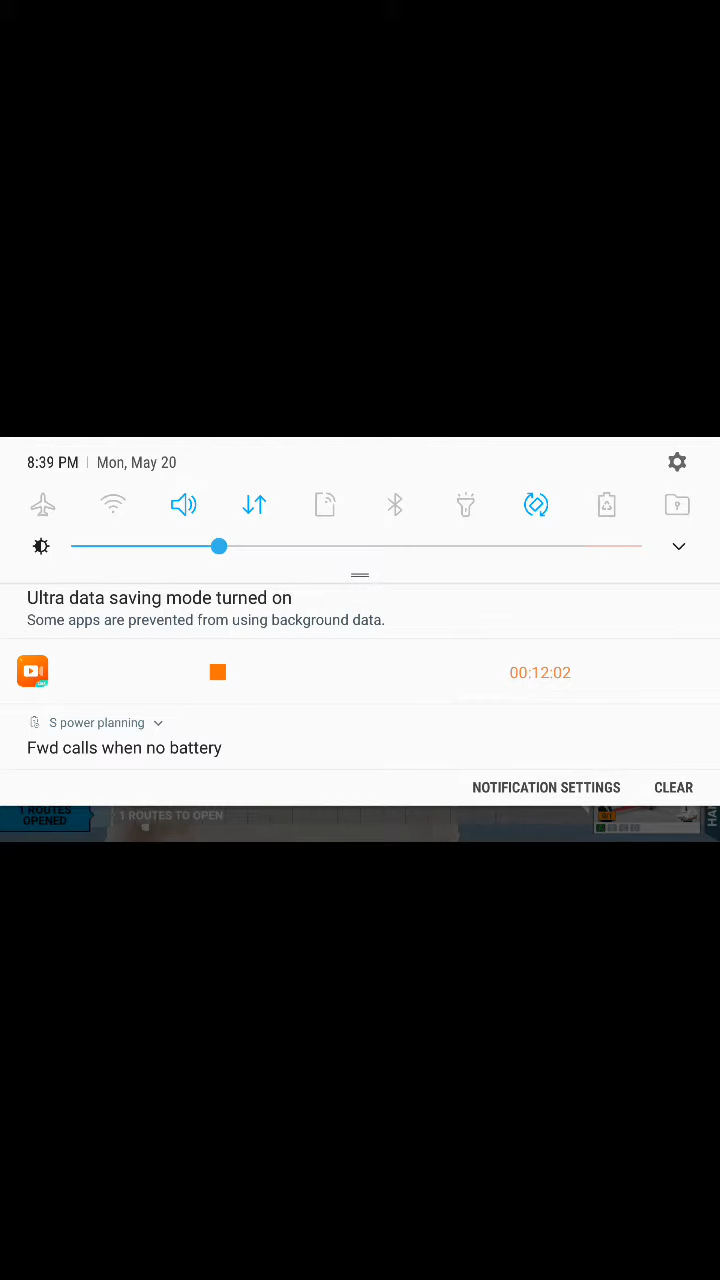 8:39 PM | Mon, May 20
Ultra data saving mode turned on
Some apps are prevented from using background data.
00:12:02
S power planning
Fwd calls when no battery
NOTIFICATION SETTINGS CLEAR
1 ROUTES
OPENED
1 ROUTES TO OPEN